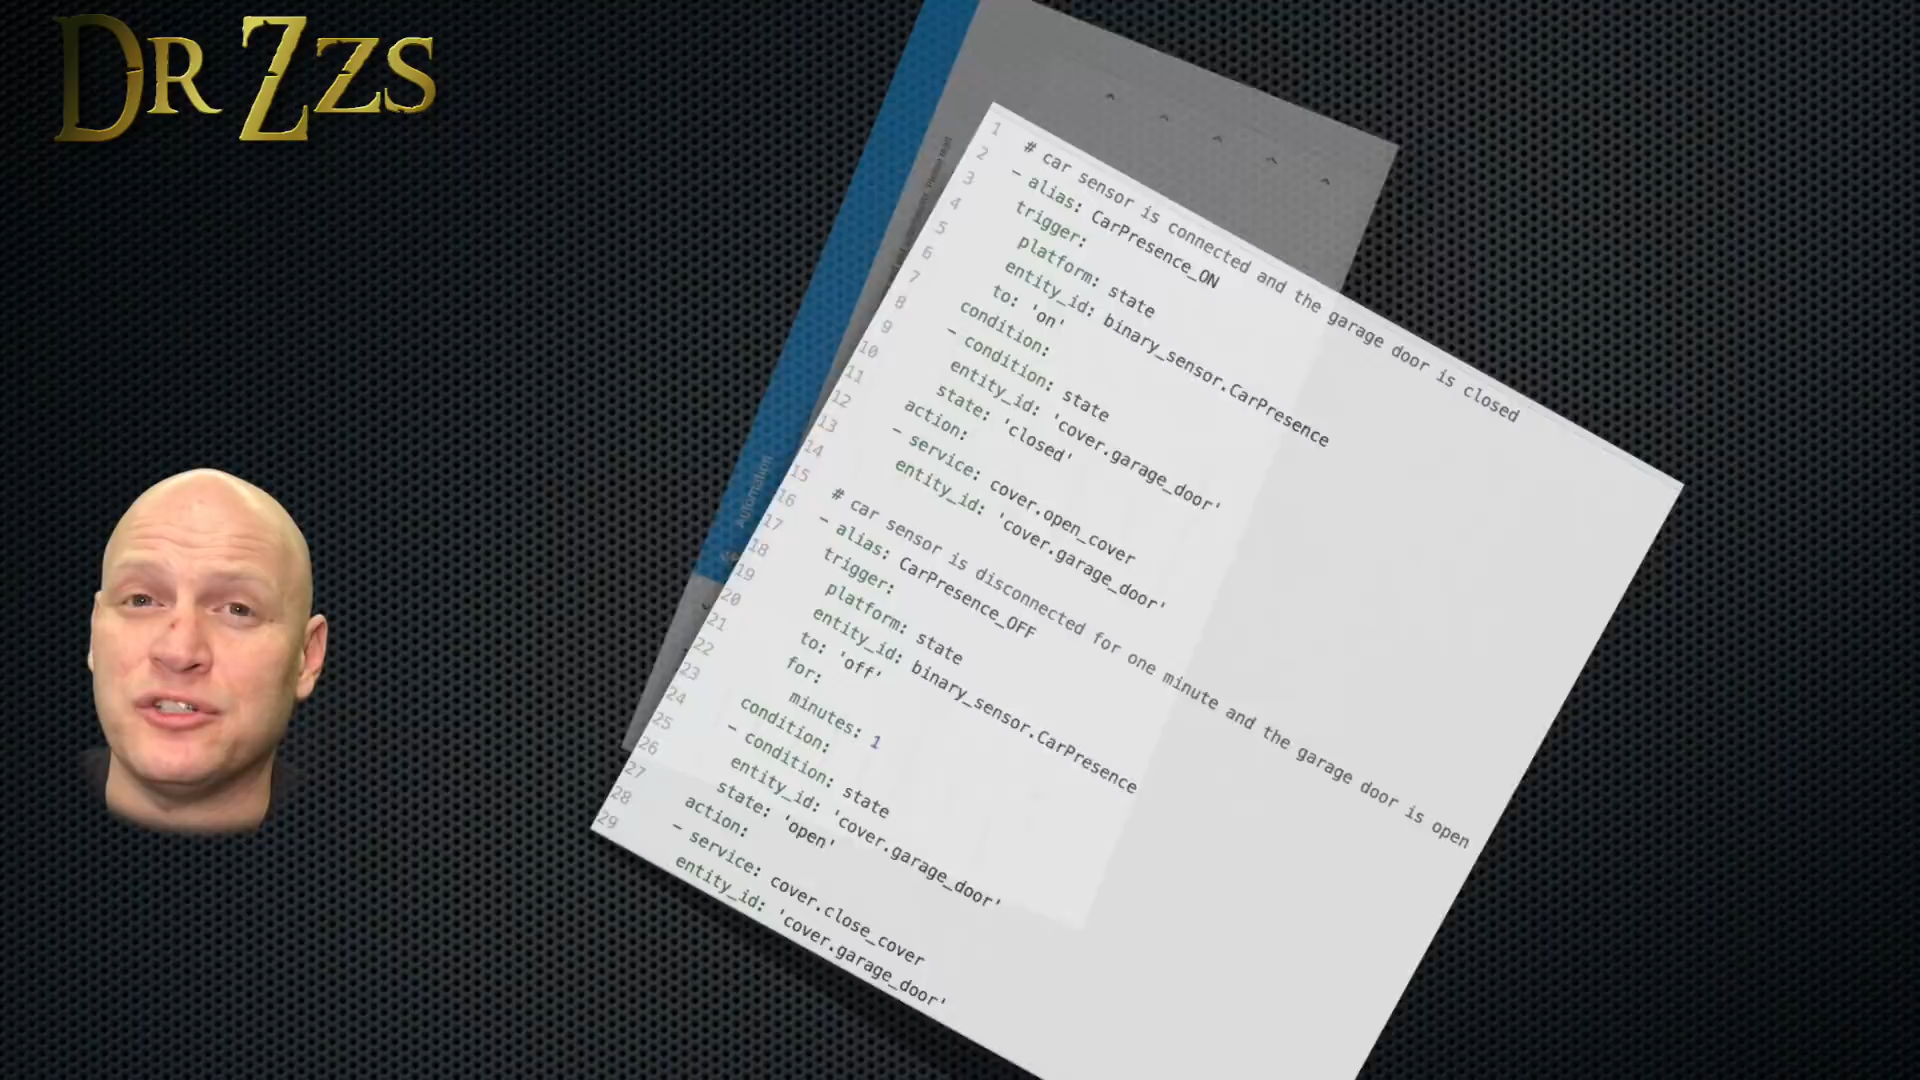 DR ZZS
1
2
3
4
5
6
7
8
9
10
11
12
13
14
15
16
17
18
19
20
21
22
23
24
25
26
27
28
29
# car sensor is connected and the garage door is closed
- alias: CarPresence_ON
trigger:
platform: state
entity_id: binary_sensor.CarPresence
to: 'on'
condition:
- condition: state
entity_id: 'cover.garage_door'
state: 'closed'
action:
- service: cover.open_cover
entity_id: 'cover.garage_door'
# car sensor is disconnected for one minute and the garage door is open
- alias: CarPresence_OFF
trigger:
platform: state
entity_id: binary_sensor.CarPresence
to: 'off'
for:
minutes: 1
condition:
- condition: state
entity_id: 'cover.garage_door'
state: 'open'
action:
- service: cover.close_cover
entity_id: 'cover.garage_door'
Automation